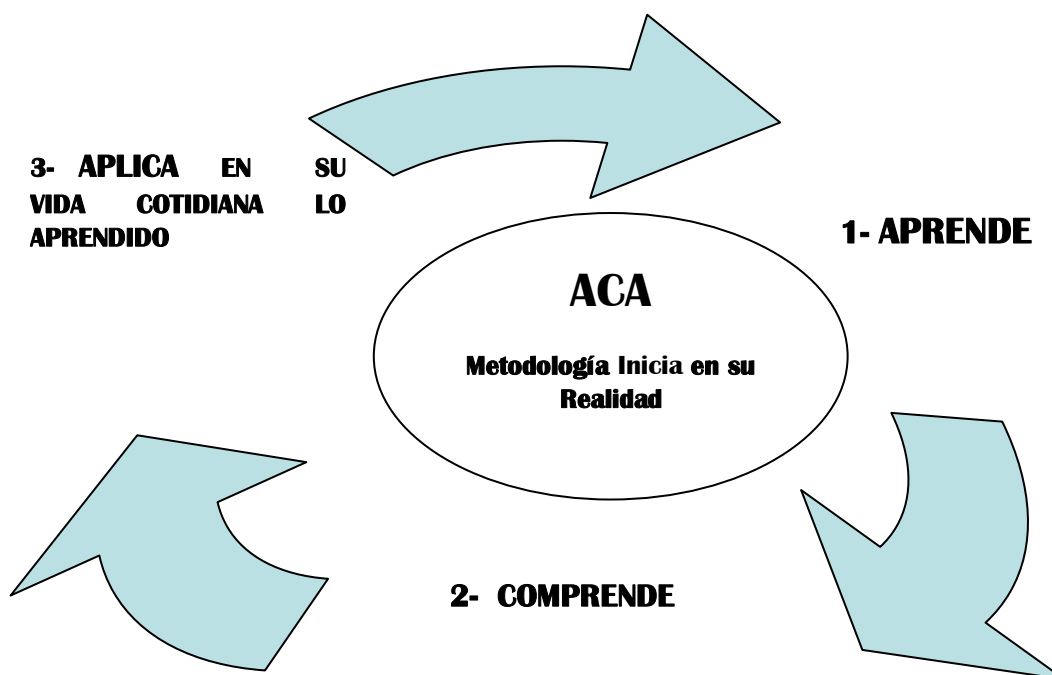 3- APLICA EN SU
VIDA COTIDIANA LO
APRENDIDO
1- APRENDE
ACA
Metodología Inicia en su
Realidad
2- COMPRENDE